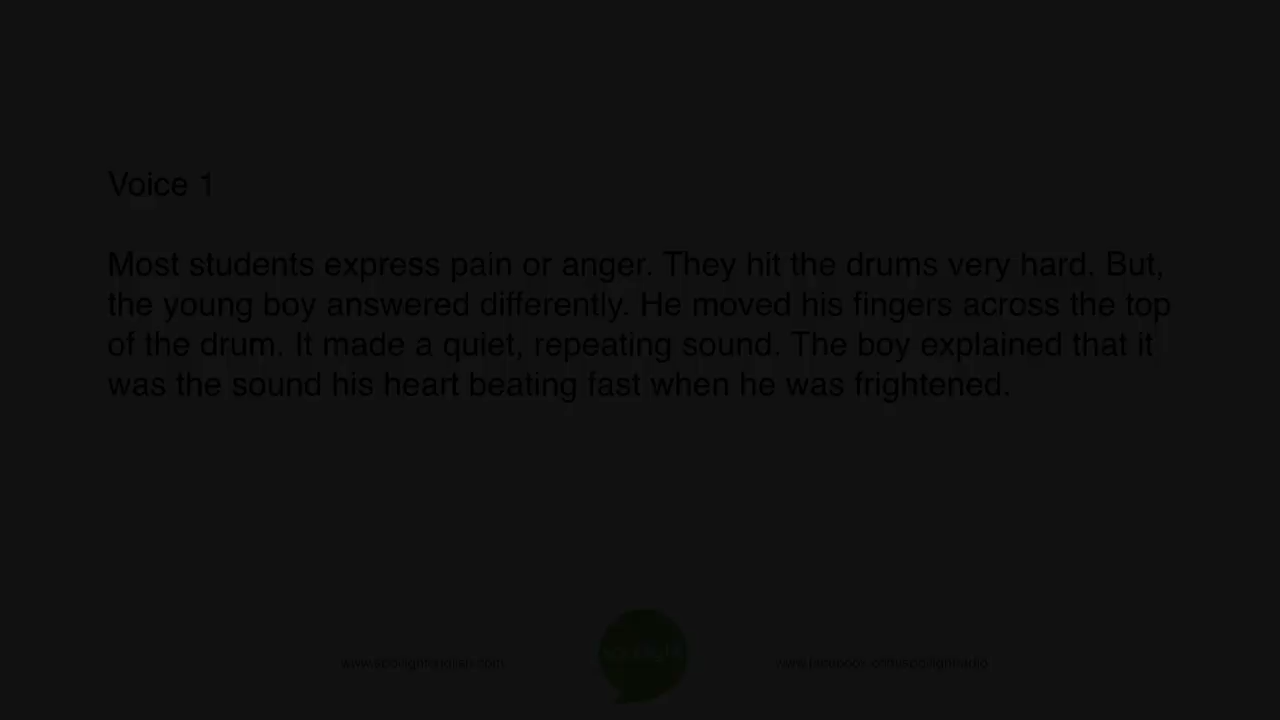 Voice 1
Most students express pain or anger. They hit the drums very hard. But,
the young boy answered differently. He moved his fingers across the top
of the drum. It made a quiet, repeating sound. The boy explained that it
was the sound his heart beating fast when he was frightened.